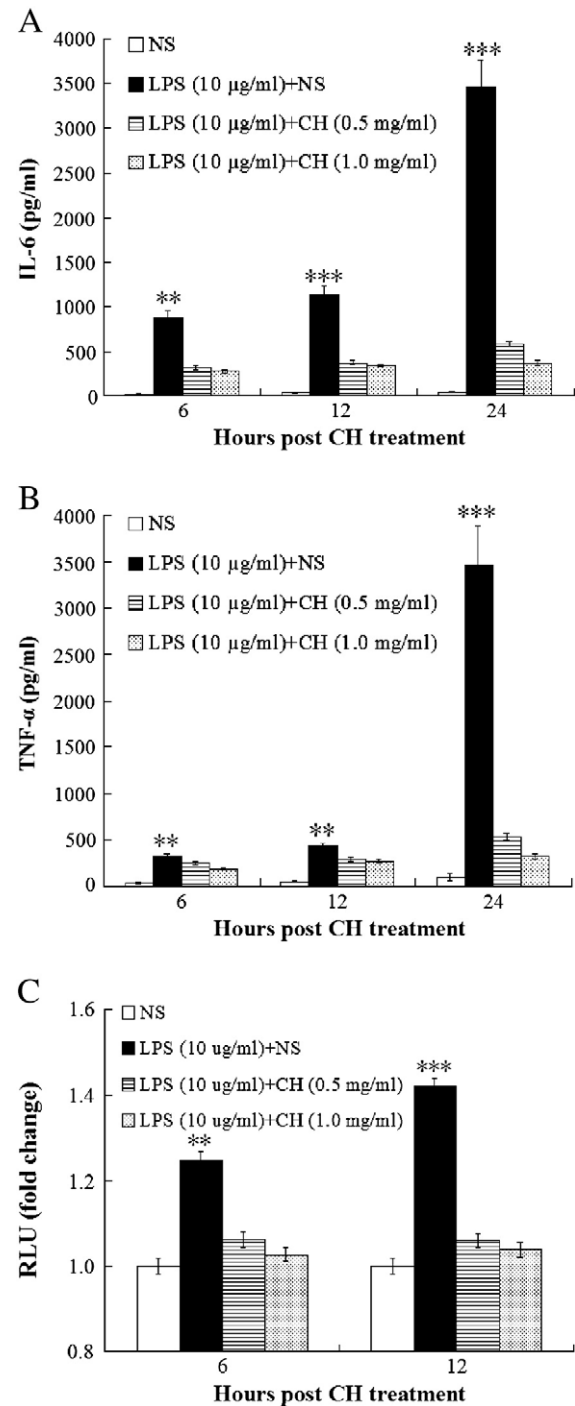 A
4000
3500
3000
2500
2000
1500
1000
500
0
IL-6 (pg/ml)
NS
LPS (10 µg/ml)+NS
LPS (10 µg/ml)+CH (0.5 mg/ml)
LPS (10 µg/ml)+CH (1.0 mg/ml)
**
***
***
6 12 24
Hours post CH treatment
B
4000
3500
3000
2500
2000
1500
1000
500
0
TNF-α (pg/ml)
NS
LPS (10 µg/ml)+NS
LPS (10 µg/ml)+CH (0.5 mg/ml)
LPS (10 µg/ml)+CH (1.0 mg/ml)
**
**
***
6 12 24
Hours post CH treatment
C
1.6
1.4
1.2
1.0
0.8
RLU (fold change)
NS
LPS (10 ug/ml)+NS
LPS (10 ug/ml)+CH (0.5 mg/ml)
LPS (10 ug/ml)+CH (1.0 mg/ml)
**
***
6 12
Hours post CH treatment